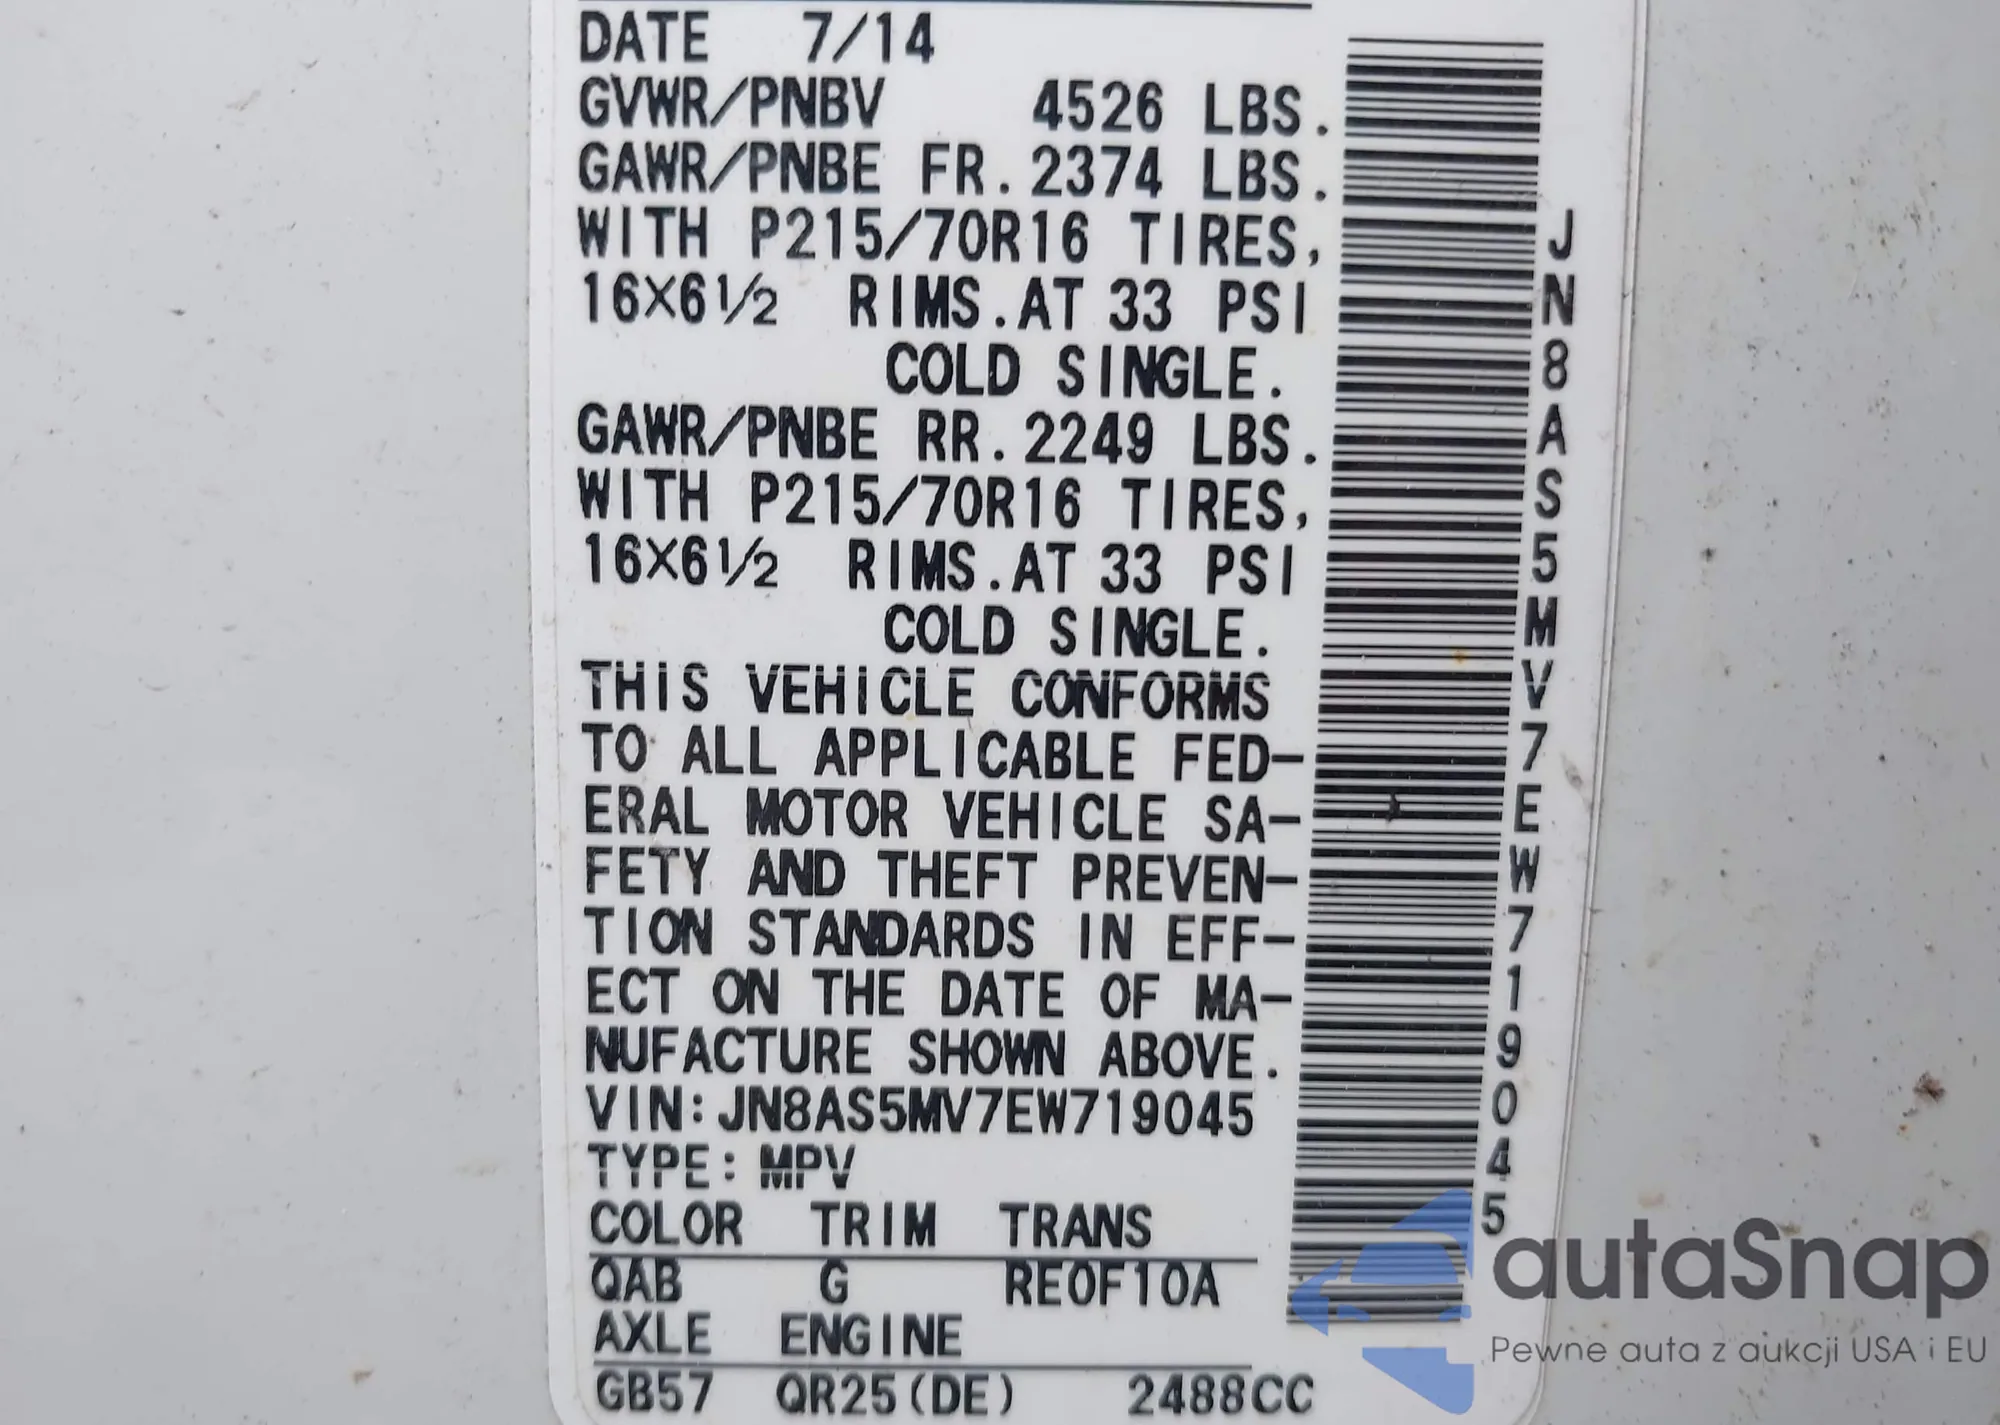 DATE 7/14
GVWR/PNBV 4526 LBS.
GAWR/PNBE FR. 2374 LBS.
WITH P215/70R16 TIRES,
16X6½ RIMS. AT 33 PSI
COLD SINGLE.
GAWR/PNBE RR. 2249 LBS.
WITH P215/70R16 TIRES,
16X6½ RIMS. AT 33 PSI
COLD SINGLE.
THIS VEHICLE CONFORMS
TO ALL APPLICABLE FED-
ERAL MOTOR VEHICLE SA-
FETY AND THEFT PREVEN-
TION STANDARDS IN EFF-
ECT ON THE DATE OF MA-
NUFACTURE SHOWN ABOVE.
VIN: JN8AS5MV7EW719045
TYPE: MPV
COLOR TRIM TRANS
QAB G RE0F10A
AXLE ENGINE
GB57 QR25(DE) 2488CC
JN8AS5MV7EW719045
autaSnap
Pewne auta z aukcji USA i EU